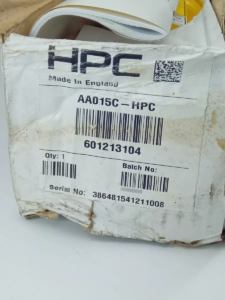 HPC
Made in England
AA015C-HPC
601213104
Qty: 1
Batch No:
Serial No: 386481541211008